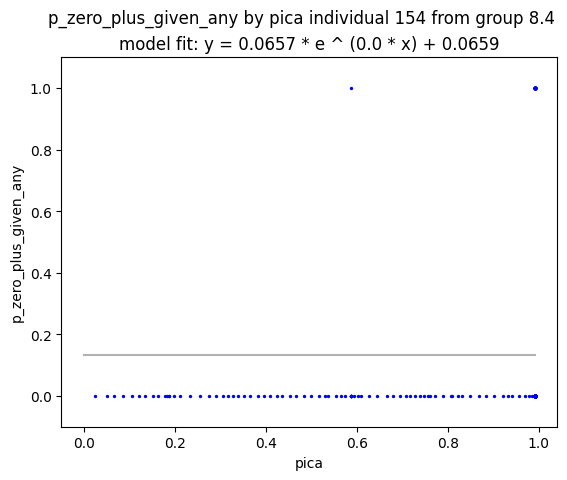 p_zero_plus_given_any by pica individual 154 from group 8.4
model fit: y = 0.0657 * e ^ (0.0 * x) + 0.0659
1.0
0.8
0.6
0.4
0.2
0.0
p_zero_plus_given_any
0.0 0.2 0.4 0.6 0.8 1.0
pica